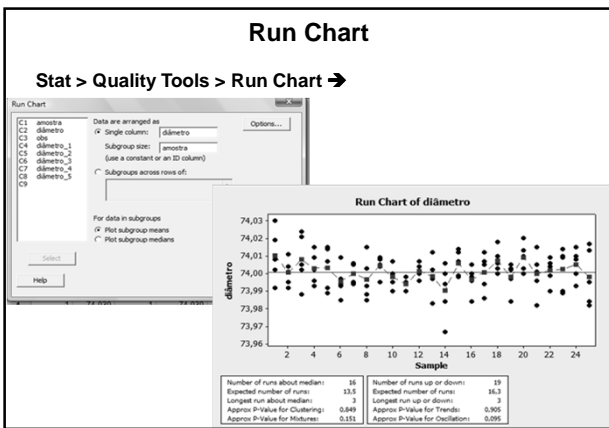 Run Chart
Stat > Quality Tools > Run Chart →
Run Chart
C1 amostra
C2 diâmetro
C3 obs
C4 diâmetro_1
C5 diâmetro_2
C6 diâmetro_3
C7 diâmetro_4
C8 diâmetro_5
C9
Data are arranged as
Single column: diâmetro
Subgroup size: amostra
(use a constant or an ID column)
Subgroups across rows of:
Options...
For data in subgroups
Plot subgroup means
Plot subgroup medians
Select
Help
Run Chart of diâmetro
74,03
74,02
74,01
74,00
73,99
73,98
73,97
73,96
diâmetro
2 4 6 8 10 12 14 16 18 20 22 24
Sample
Number of runs about median: 16
Expected number of runs: 13,5
Longest run about median: 3
Approx P-Value for Clustering: 0,849
Approx P-Value for Mixtures: 0,151
Number of runs up or down: 19
Expected number of runs: 16,3
Longest run up or down: 3
Approx P-Value for Trends: 0,905
Approx P-Value for Oscillation: 0,095